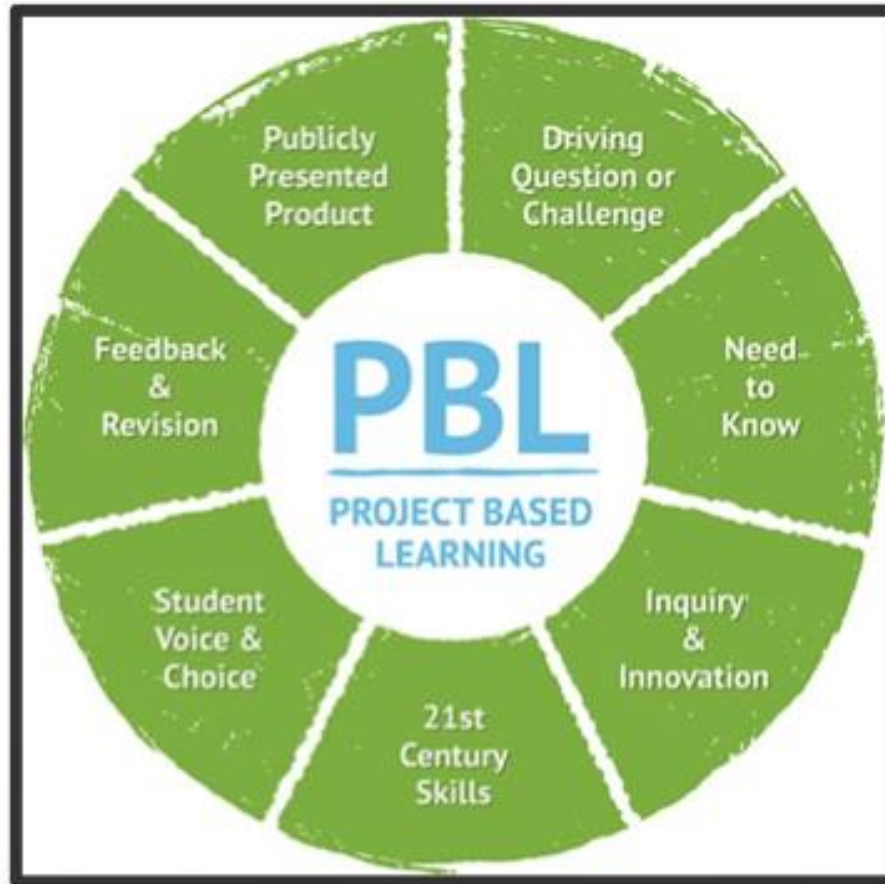 PBL
PROJECT BASED
LEARNING
Driving
Question or
Challenge
Need
to
Know
Inquiry
&
Innovation
21st
Century
Skills
Student
Voice &
Choice
Feedback
&
Revision
Publicly
Presented
Product